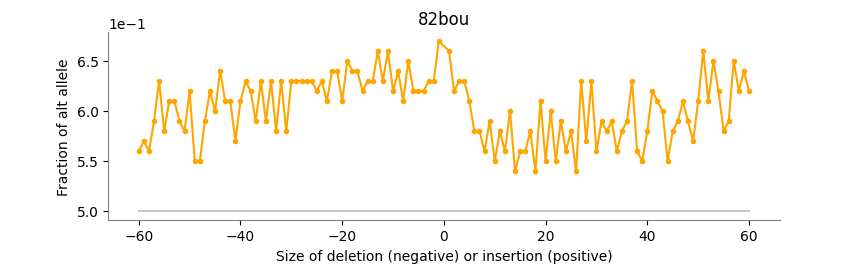 82bou
1e−1
Fraction of alt allele
6.5
6.0
5.5
5.0
−60 −40 −20 0 20 40 60
Size of deletion (negative) or insertion (positive)